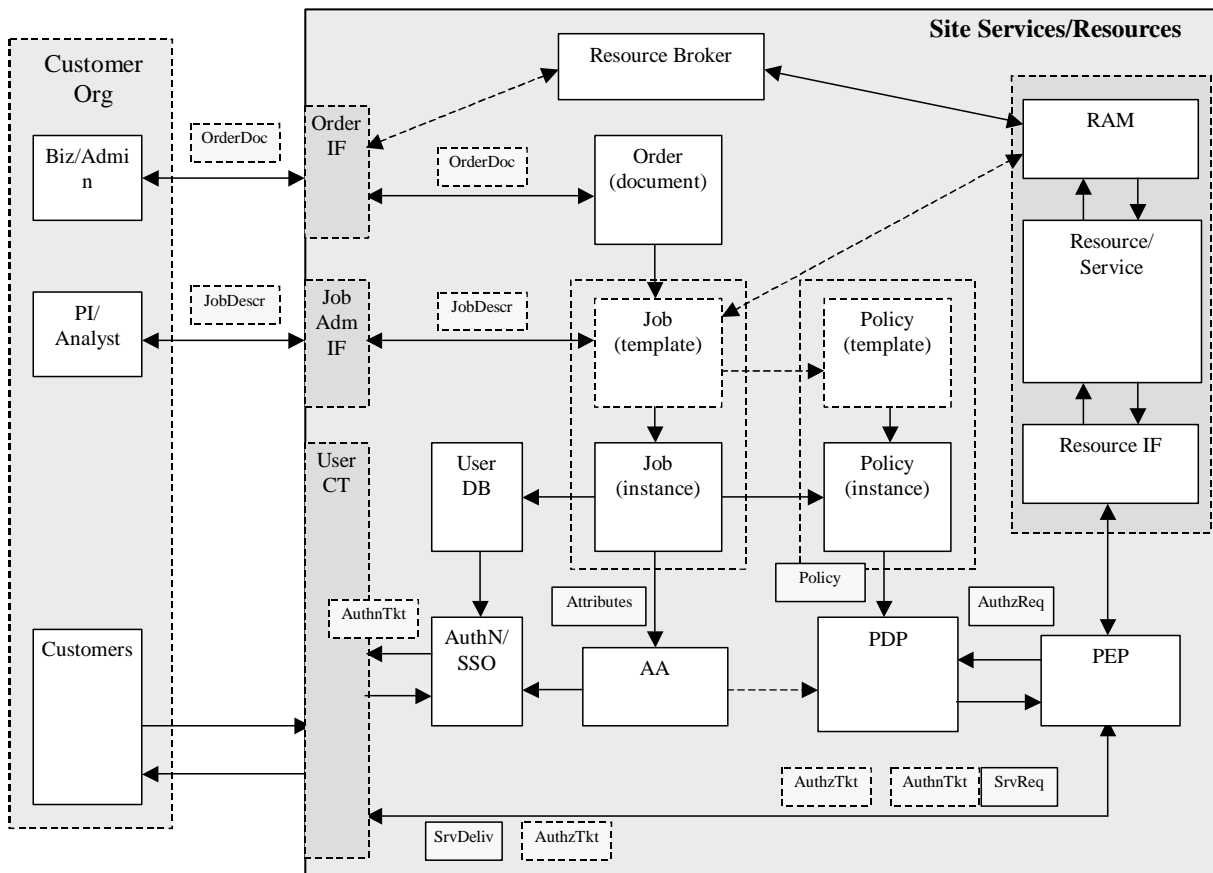 Site Services/Resources
Customer
Org
Resource Broker
RAM
Order
IF
OrderDoc
Biz/Admi
n
OrderDoc
Order
(document)
Resource/
Service
PI/
Analyst
JobDescr
Job
Adm
IF
JobDescr
Job
(template)
Policy
(template)
Resource IF
User
CT
User
DB
Job
(instance)
Policy
(instance)
Policy
Attributes
AuthzReq
AuthnTkt
Customers
AuthN/
SSO
AA
PDP
PEP
AuthzTkt
AuthnTkt
SrvReq
SrvDeliv
AuthzTkt